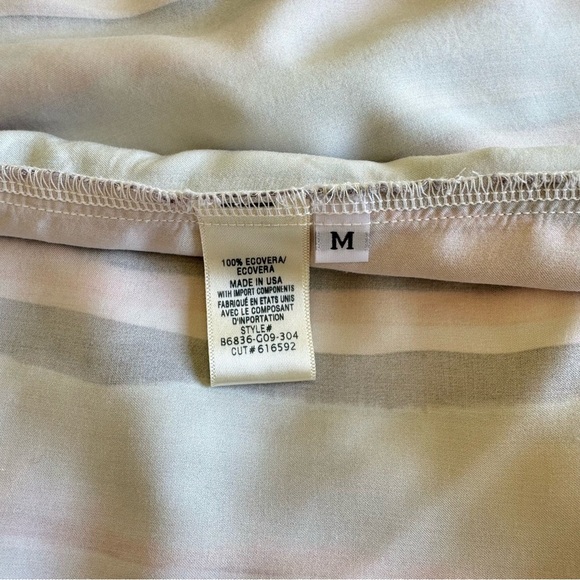 100% ECOVERA/
ECOVERA
MADE IN USA
WITH IMPORT COMPONENTS
FABRIQUÉ EN ETATS UNIS
AVEC LE COMPOSANT
D'INPORTATION
STYLE#
B6836-G09-304
CUT#616592
M